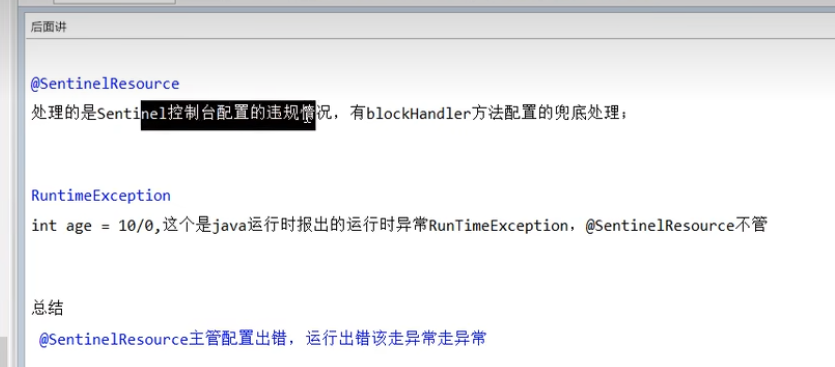 后面讲
@SentinelResource
处理的是Sentinel控制台配置的违规情况，有blockHandler方法配置的兜底处理；
RuntimeException
int age = 10/0,这个是java运行时报出的运行时异常RunTimeException，@SentinelResource不管
总结
@SentinelResource主管配置出错，运行出错该走异常走异常